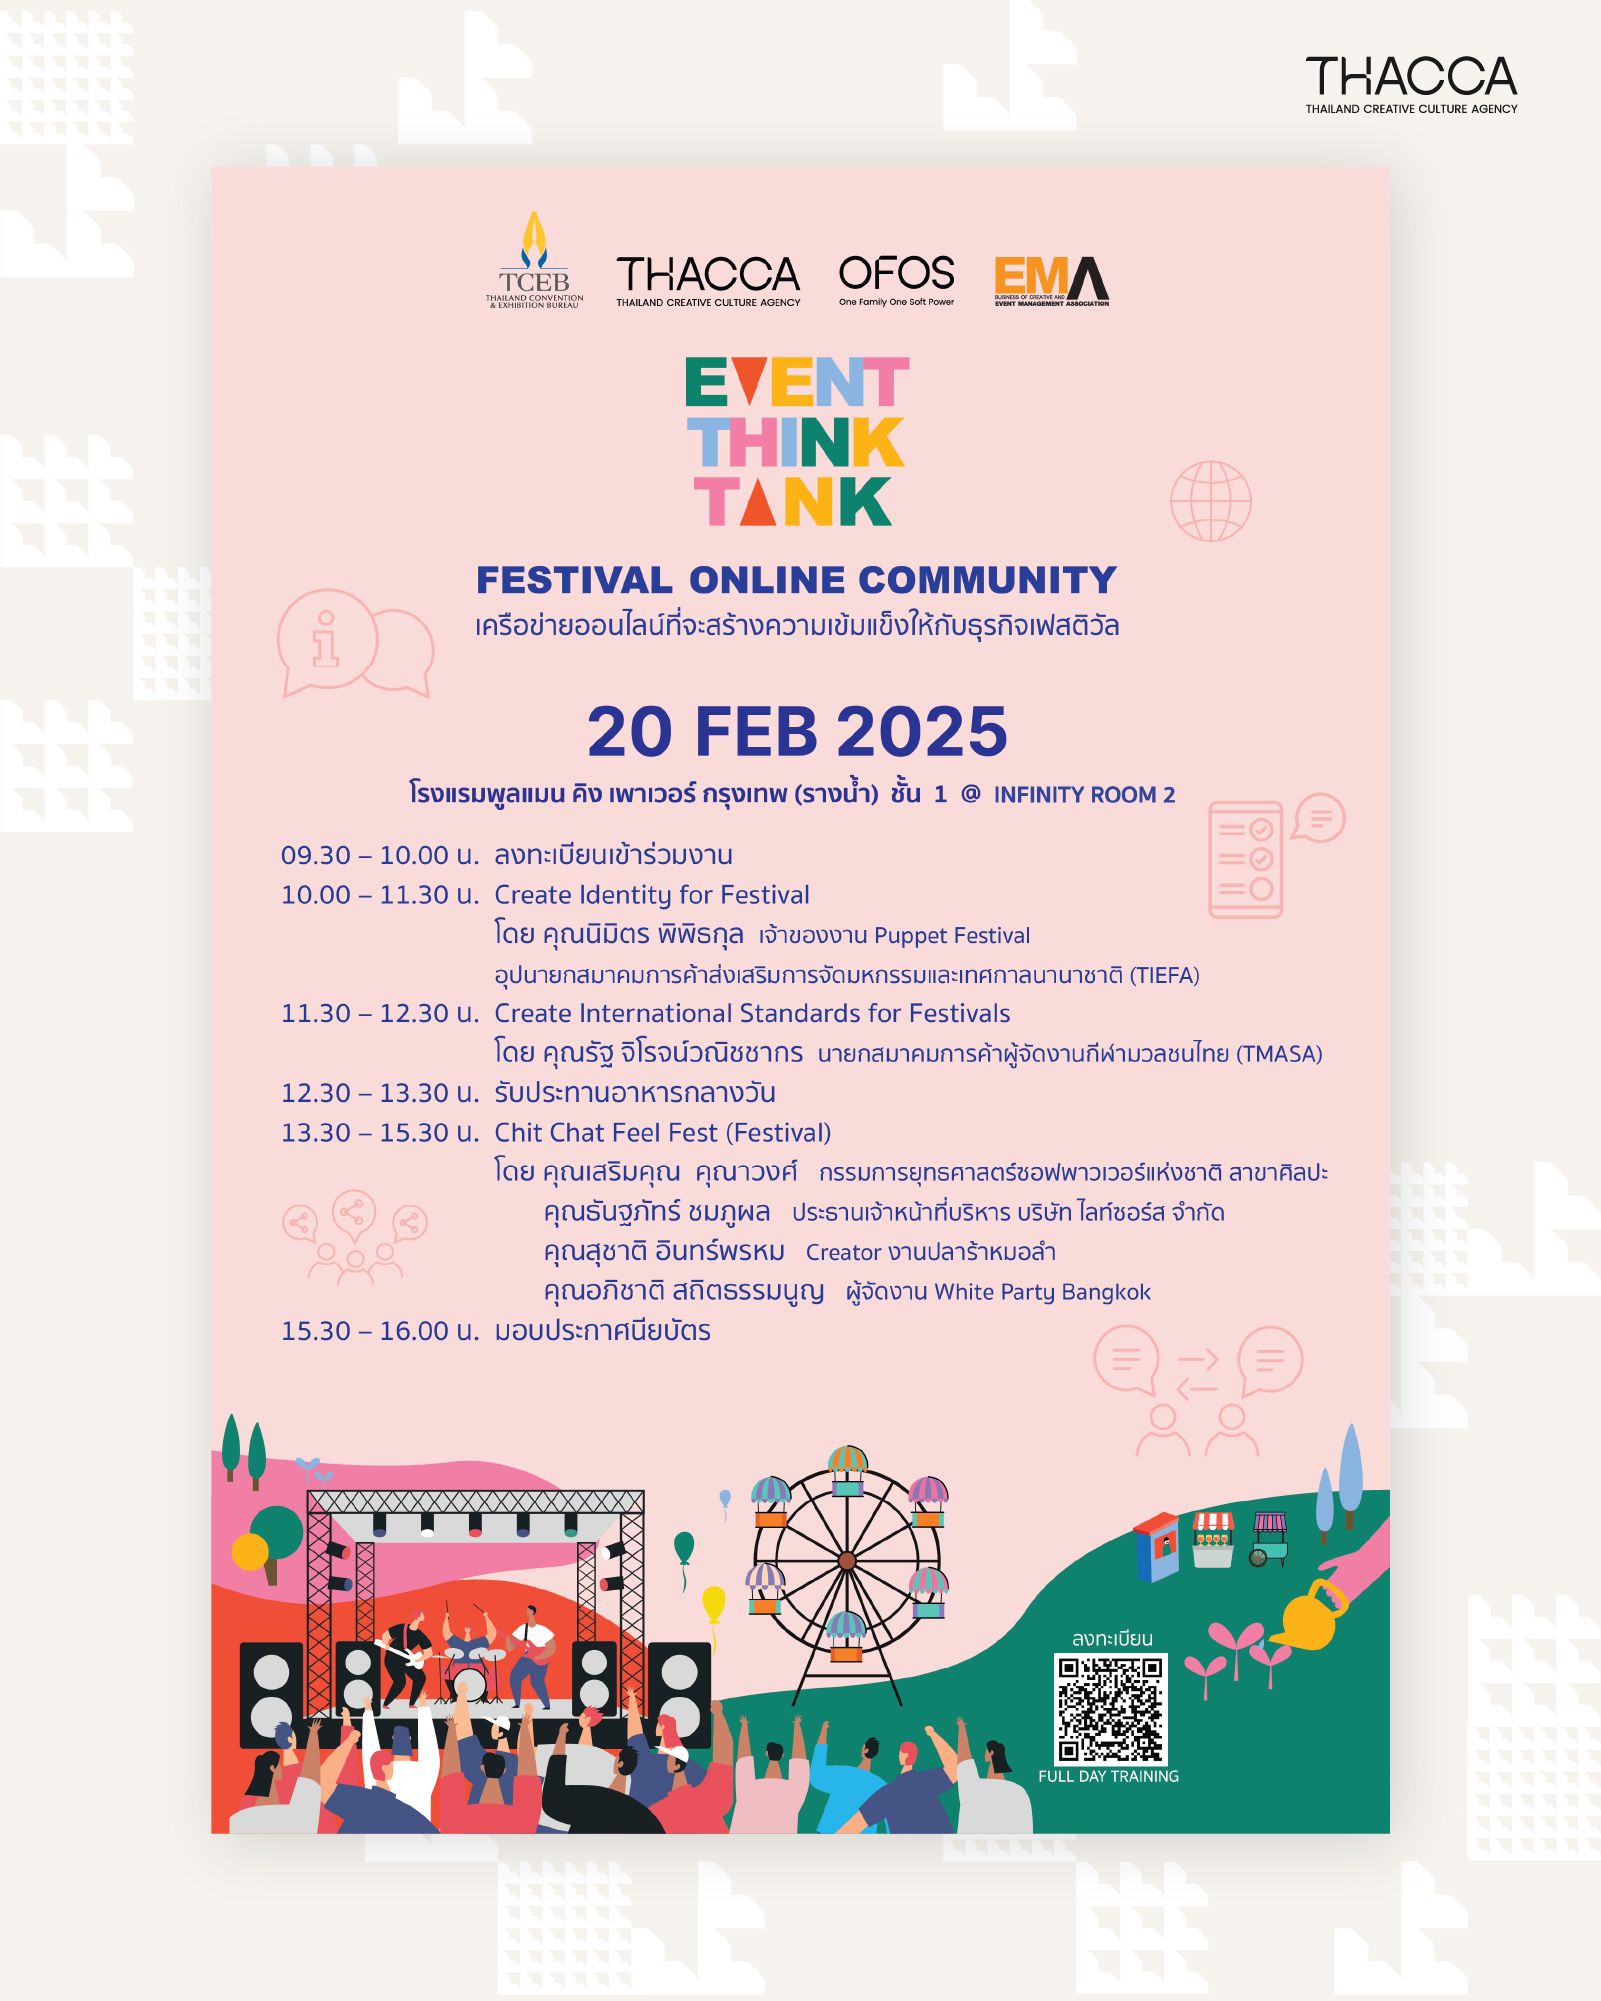 THACCA
THAILAND CREATIVE CULTURE AGENCY
TCEB
THAILAND CONVENTION
& EXHIBITION BUREAU
THACCA
THAILAND CREATIVE CULTURE AGENCY
OFOS
One Family One Soft Power
EMA
BUSINESS OF CREATIVE AND
EVENT MANAGEMENT ASSOCIATION
EVENT
THINK
TANK
FESTIVAL ONLINE COMMUNITY
เครือข่ายออนไลน์ที่จะสร้างความเข้มแข็งให้กับธุรกิจเฟสติวัล
20 FEB 2025
โรงแรมพูลแมน คิง เพาเวอร์ กรุงเทพ (รางน้ำ) ชั้น 1 @ INFINITY ROOM 2
09.30 – 10.00 น. ลงทะเบียนเข้าร่วมงาน
10.00 – 11.30 น. Create Identity for Festival
โดย คุณนิมิตร พิพิธกุล เจ้าของงาน Puppet Festival
อุปนายกสมาคมการค้าส่งเสริมการจัดมหกรรมและเทศกาลนานาชาติ (TIEFA)
11.30 – 12.30 น. Create International Standards for Festivals
โดย คุณรัฐ จิโรจน์วณิชชากร นายกสมาคมการค้าผู้จัดงานกีฬามวลชนไทย (TMASA)
12.30 – 13.30 น. รับประทานอาหารกลางวัน
13.30 – 15.30 น. Chit Chat Feel Fest (Festival)
โดย คุณเสริมคุณ คุณาวงศ์ กรรมการยุทธศาสตร์ซอฟพาวเวอร์แห่งชาติ สาขาศิลปะ
คุณธันฐภัทร์ ชมภูผล ประธานเจ้าหน้าที่บริหาร บริษัท ไลท์ซอร์ส จำกัด
คุณสุชาติ อินทร์พรหม Creator งานปลาร้าหมอลำ
คุณอภิชาติ สถิตธรรมนูญ ผู้จัดงาน White Party Bangkok
15.30 – 16.00 น. มอบประกาศนียบัตร
ลงทะเบียน
FULL DAY TRAINING